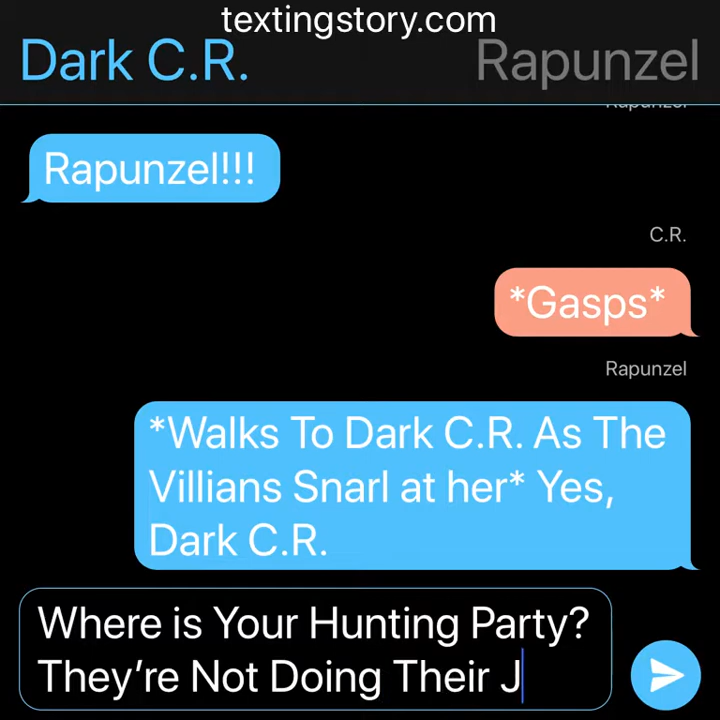 textingstory.com
Dark C.R.
Rapunzel
Rapunzel
Rapunzel!!!
C.R.
*Gasps*
Rapunzel
*Walks To Dark C.R. As The
Villians Snarl at her* Yes,
Dark C.R.
Where is Your Hunting Party?
They’re Not Doing Their J